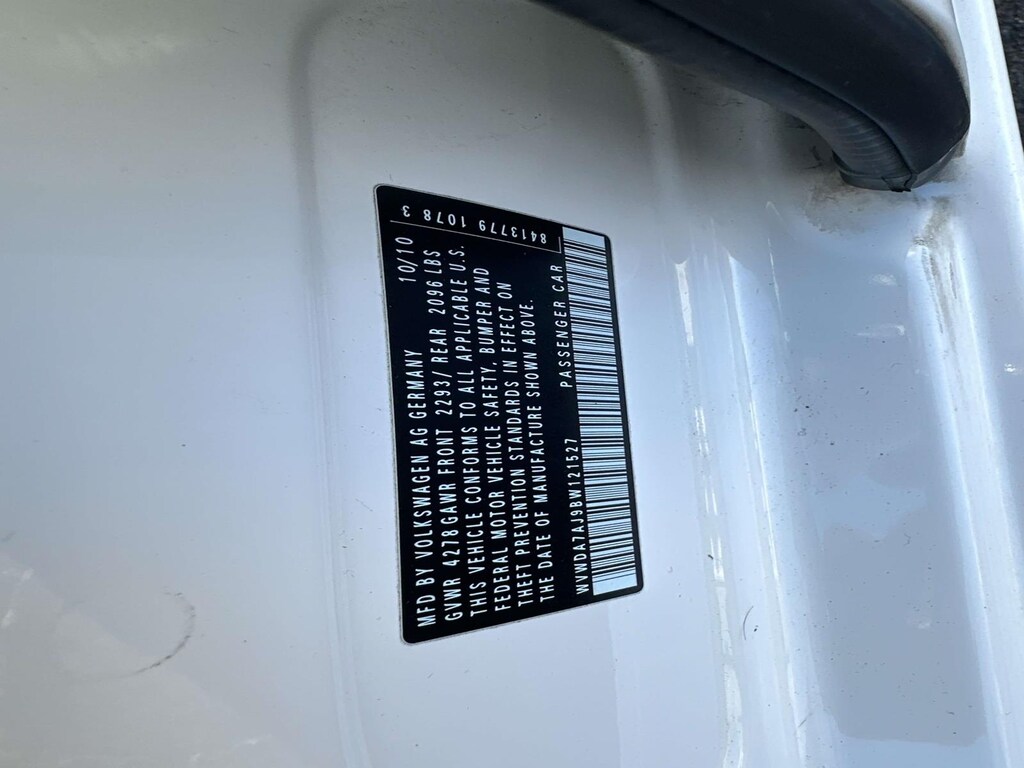 MFD BY VOLKSWAGEN AG GERMANY 10/10
GVWR 4218 GAWR FRONT 2293/ REAR 2096 LBS
THIS VEHICLE CONFORMS TO ALL APPLICABLE U.S.
FEDERAL MOTOR VEHICLE SAFETY, BUMPER AND
THEFT PREVENTION STANDARDS IN EFFECT ON
THE DATE OF MANUFACTURE SHOWN ABOVE.
PASSENGER CAR
WVWDA7AJ9BW121527
8413779 1078 3